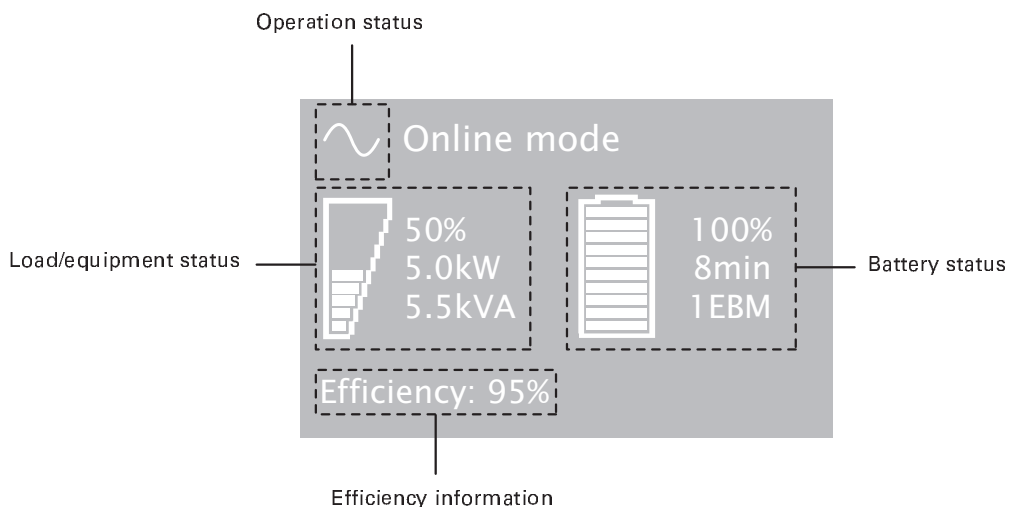 Operation status
Online mode
Load/equipment status
50%
5.0kW
5.5kVA
100%
8min
1EBM
Battery status
Efficiency: 95%
Efficiency information